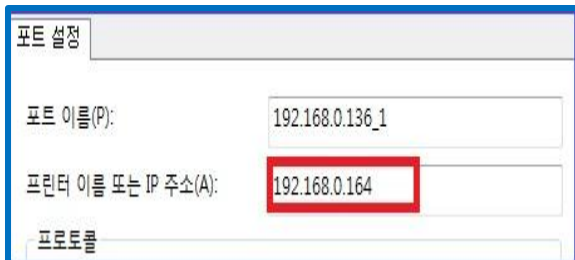 포트 설정
포트 이름(P): 192.168.0.136_1
프린터 이름 또는 IP 주소(A): 192.168.0.164
프로토콜